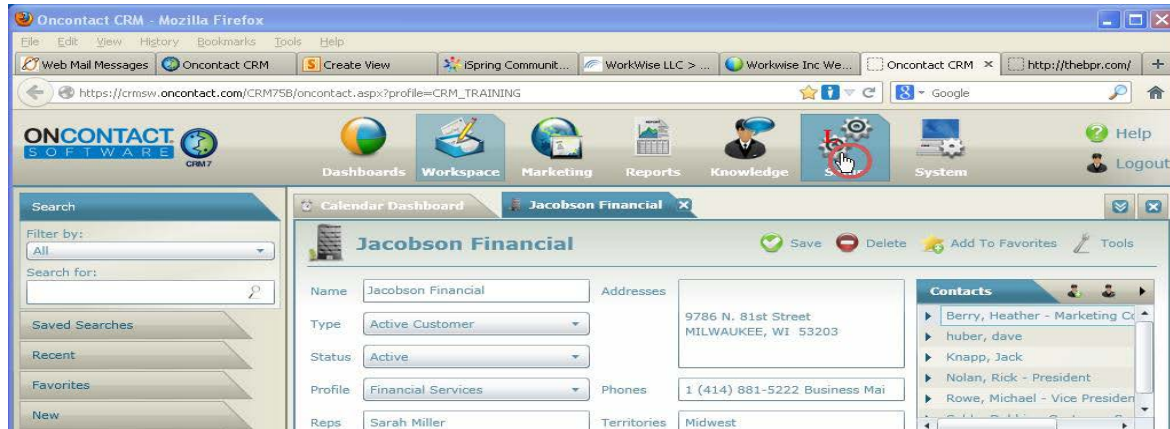 Oncontact CRM - Mozilla Firefox
File Edit View History Bookmarks Tools Help
Web Mail Messages Oncontact CRM Create View iSpring Communit... WorkWise LLC > ... Workwise Inc We... Oncontact CRM http://thebpr.com/
https://crmsw.oncontact.com/CRM75B/oncontact.aspx?profile=CRM_TRAINING Google
ONCONTACT
SOFTWARE
CRM7
Dashboards Workspace Marketing Reports Knowledge System
Help
Logout
Search
Filter by:
All
Search for:
Saved Searches
Recent
Favorites
New
Calendar Dashboard Jacobson Financial
Jacobson Financial Save Delete Add To Favorites Tools
Name Jacobson Financial
Type Active Customer
Status Active
Profile Financial Services
Reps Sarah Miller
Addresses
9786 N. 81st Street
MILWAUKEE, WI 53203
Phones 1 (414) 881-5222 Business Mai
Territories Midwest
Contacts
Berry, Heather - Marketing Co
huber, dave
Knapp, Jack
Nolan, Rick - President
Rowe, Michael - Vice Presiden